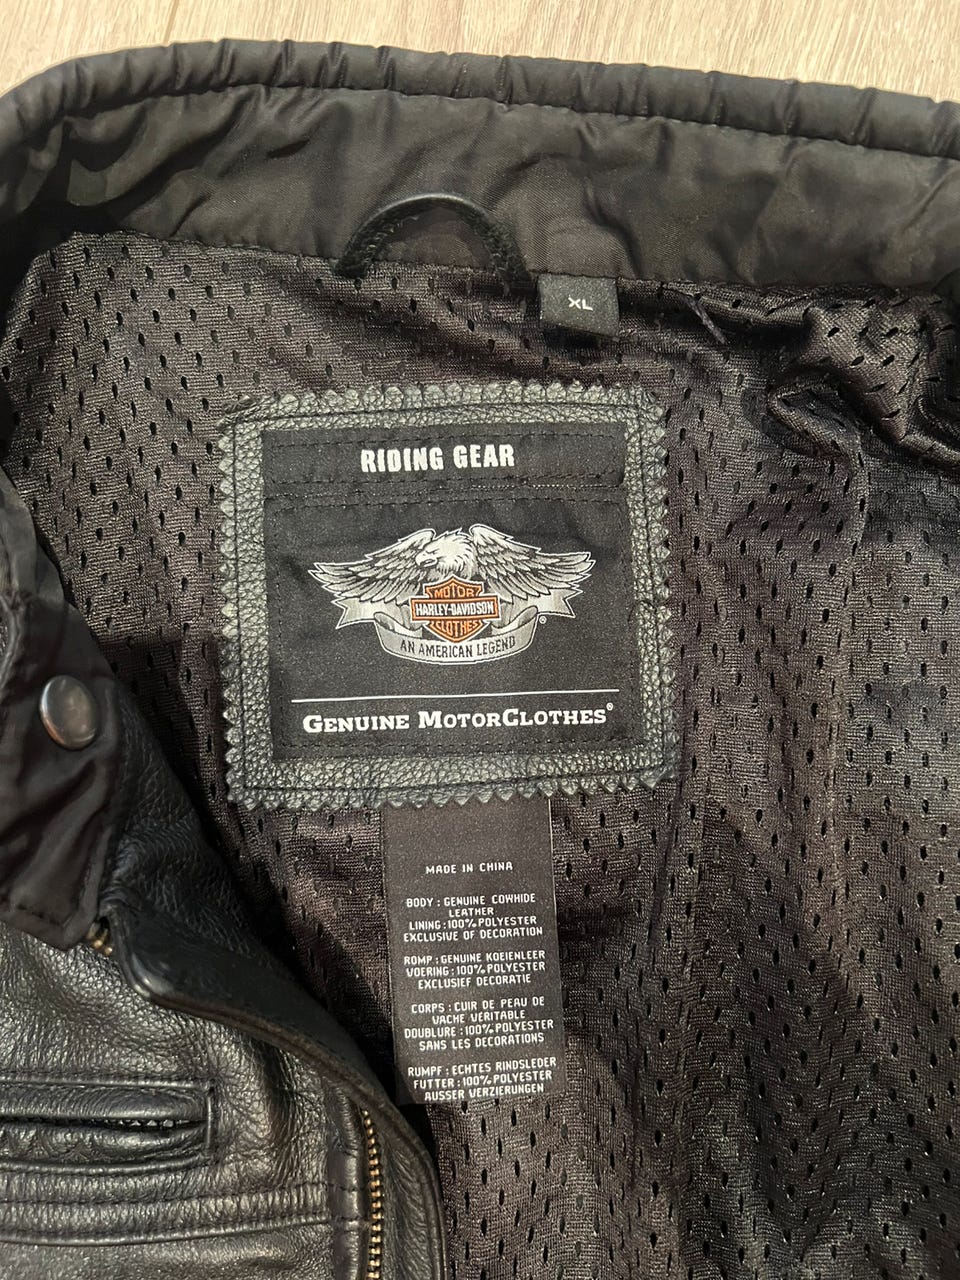 XL
RIDING GEAR
MOTOR
HARLEY-DAVIDSON
CLOTHES
®
AN AMERICAN LEGEND
GENUINE MOTORCLOTHES®
MADE IN CHINA
BODY : GENUINE COWHIDE
LEATHER
LINING : 100% POLYESTER
EXCLUSIVE OF DECORATION
ROMP : GENUINE KOEIENLEER
VOERING : 100% POLYESTER
EXCLUSIEF DECORATIE
CORPS : CUIR DE PEAU DE
VACHE VERITABLE
DOUBLURE : 100% POLYESTER
SANS LES DECORATIONS
RUMPF : ECHTES RINDSLEDER
FUTTER : 100% POLYESTER
AUSSER VERZIERUNGEN